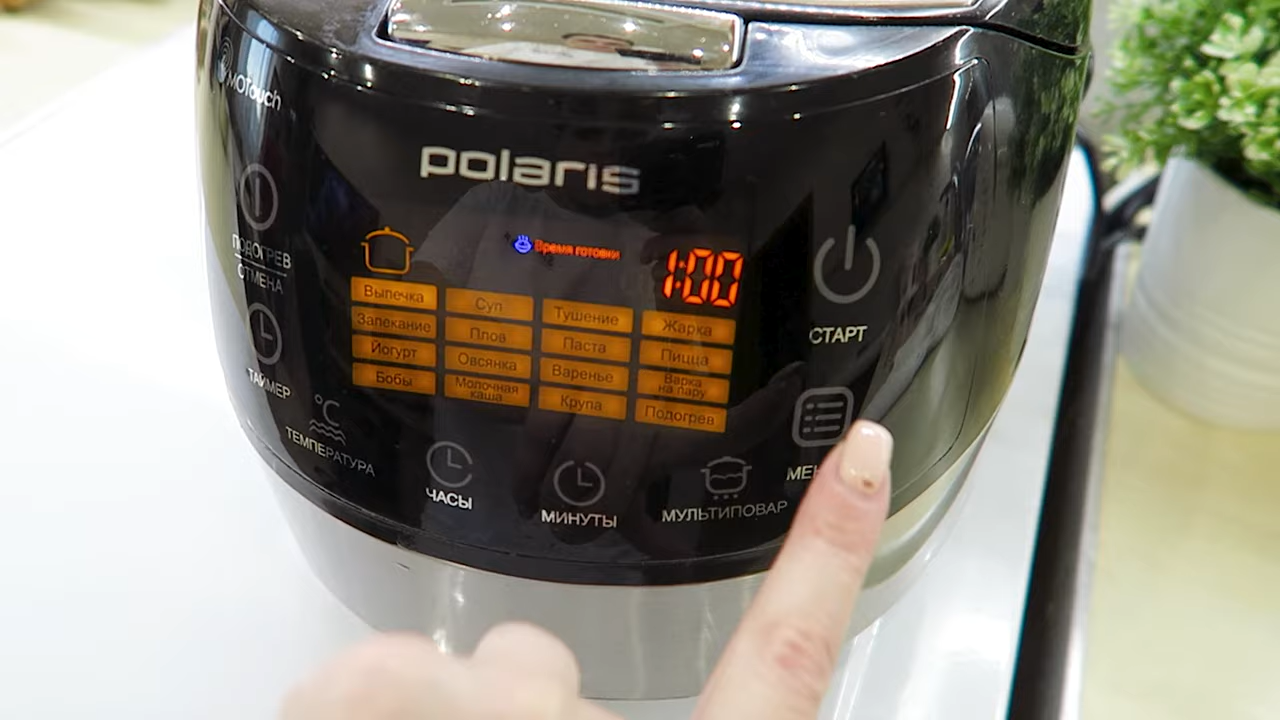 polaris
Время готовки
1:00
Выпечка Суп Тушение Жарка
Запекание Плов Паста Пицца
Йогурт Овсянка Варенье Варка на пару
Бобы Молочная каша Крупа Подогрев
ПОДОГРЕВ
ОТМЕНА
ТАЙМЕР
°C
ТЕМПЕРАТУРА
ЧАСЫ
МИНУТЫ
МУЛЬТИПОВАР
СТАРТ